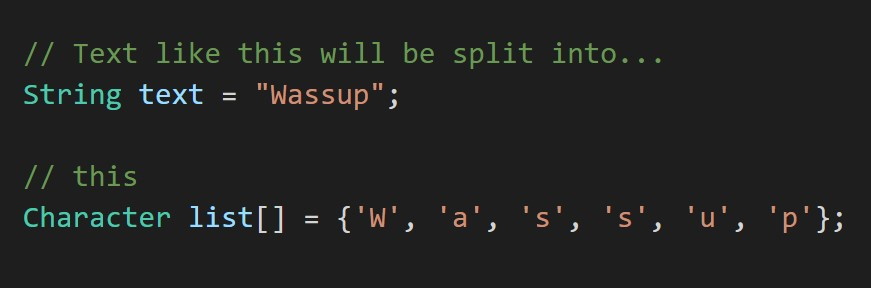 // Text like this will be split into...
String text = "Wassup";
// this
Character list[] = {'W', 'a', 's', 's', 'u', 'p'};